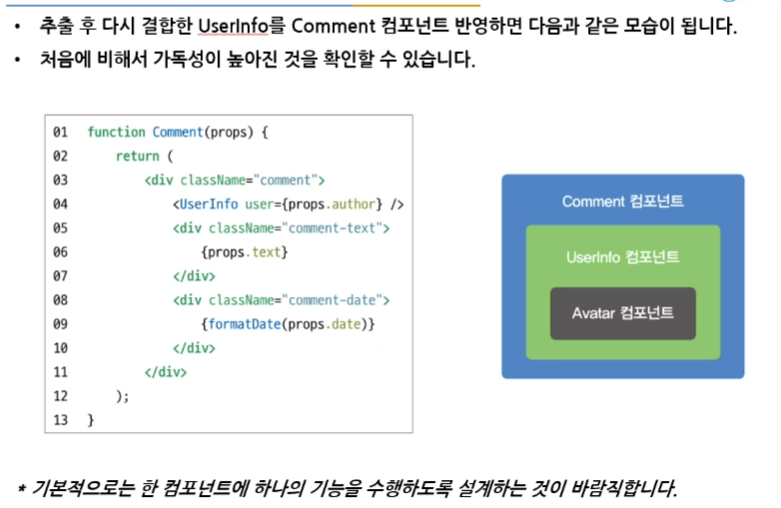 • 추출 후 다시 결합한 UserInfo를 Comment 컴포넌트 반영하면 다음과 같은 모습이 됩니다.
• 처음에 비해서 가독성이 높아진 것을 확인할 수 있습니다.
01 function Comment(props) {
02     return (
03         <div className="comment">
04             <UserInfo user={props.author} />
05             <div className="comment-text">
06                 {props.text}
07             </div>
08             <div className="comment-date">
09                 {formatDate(props.date)}
10             </div>
11         </div>
12     );
13 }
Comment 컴포넌트
UserInfo 컴포넌트
Avatar 컴포넌트
* 기본적으로는 한 컴포넌트에 하나의 기능을 수행하도록 설계하는 것이 바람직합니다.